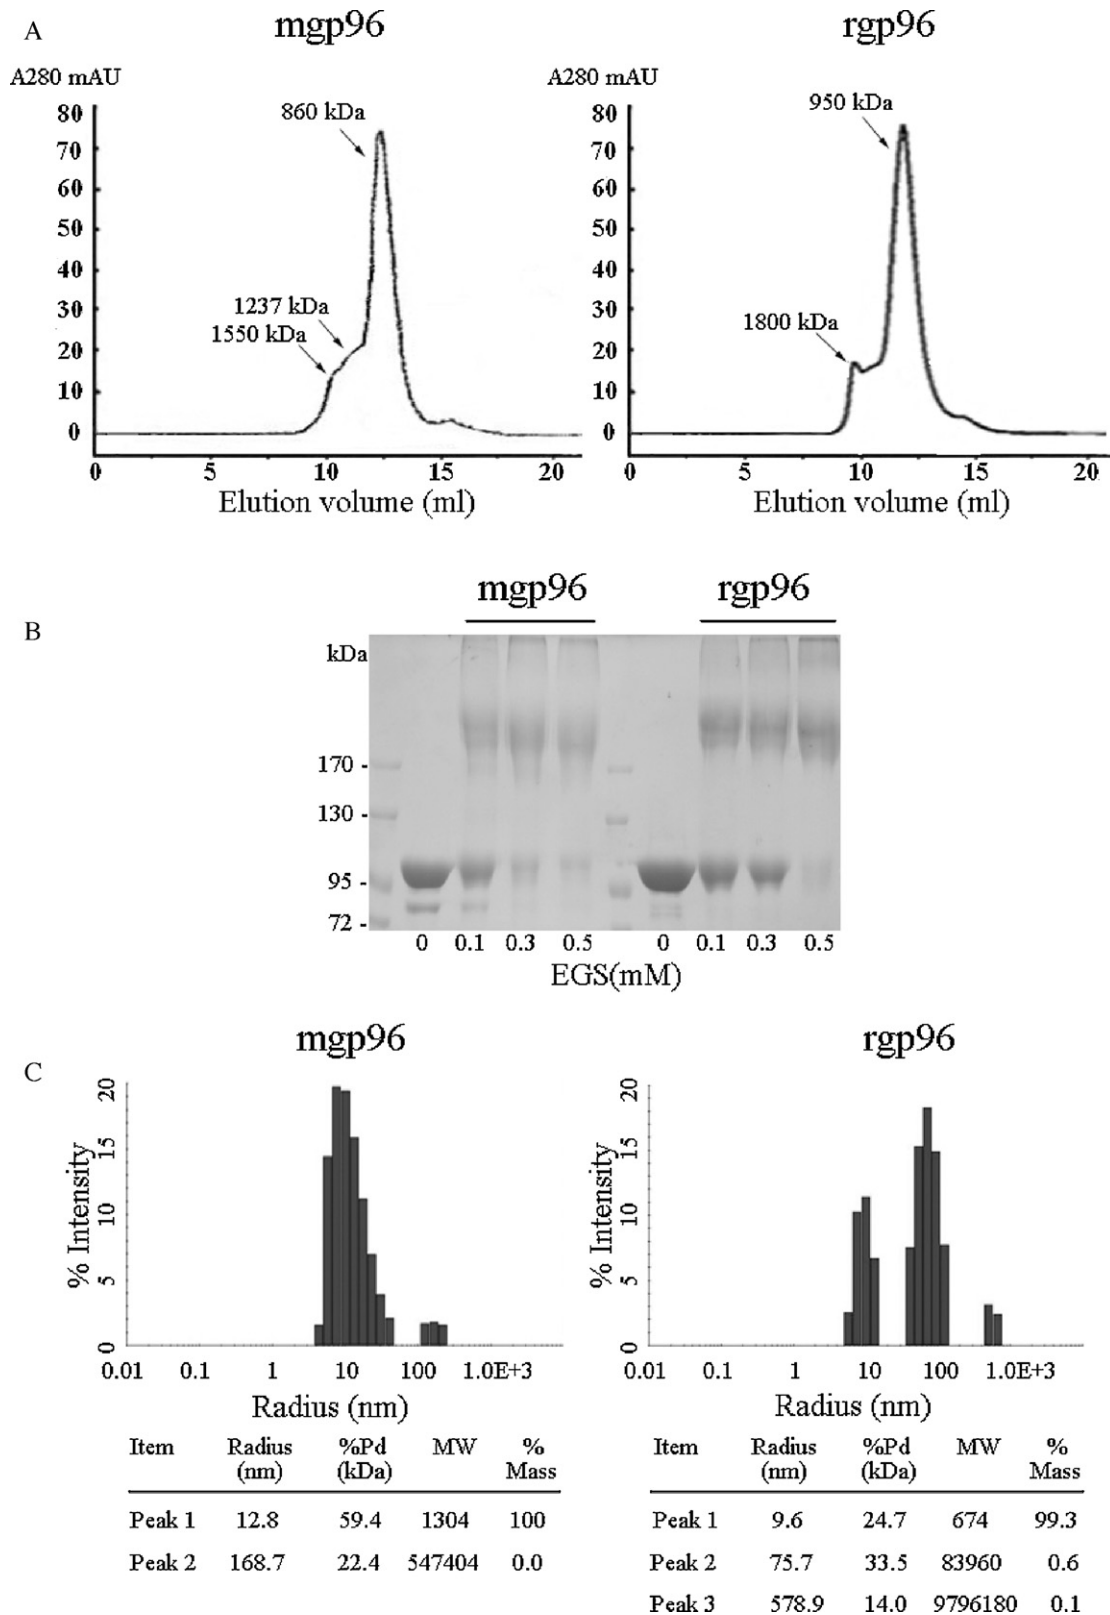 A
mgp96
rgp96
A280 mAU
A280 mAU
80
70
60
50
40
30
20
10
0
860 kDa
1237 kDa
1550 kDa
0 5 10 15 20
Elution volume (ml)
80
70
60
50
40
30
20
10
0
950 kDa
1800 kDa
0 5 10 15 20
Elution volume (ml)
B
mgp96
rgp96
kDa
170 -
130 -
95 -
72 -
0 0.1 0.3 0.5 0 0.1 0.3 0.5
EGS(mM)
C
mgp96
rgp96
% Intensity
20
15
10
5
0
0.01 0.1 1 10 100 1.0E+3
Radius (nm)
% Intensity
20
15
10
5
0
0.01 0.1 1 10 100 1.0E+3
Radius (nm)
Item Radius %Pd MW %
(nm) (kDa) Mass
Peak 1 12.8 59.4 1304 100
Peak 2 168.7 22.4 547404 0.0
Item Radius %Pd MW %
(nm) (kDa) Mass
Peak 1 9.6 24.7 674 99.3
Peak 2 75.7 33.5 83960 0.6
Peak 3 578.9 14.0 9796180 0.1